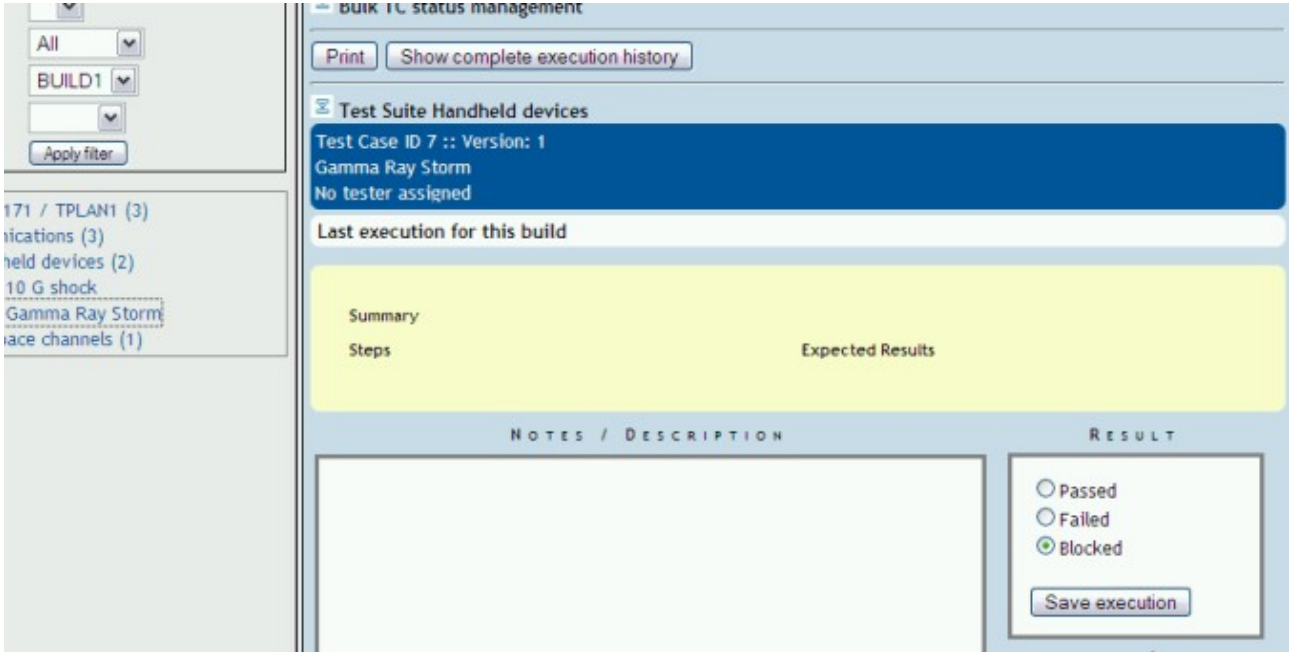 All
BUILD1
Apply filter
171 / TPLAN1 (3)
nications (3)
held devices (2)
10 G shock
Gamma Ray Storm
pace channels (1)
Bulk TC status management
Print Show complete execution history
Test Suite Handheld devices
Test Case ID 7 :: Version: 1
Gamma Ray Storm
No tester assigned
Last execution for this build
Summary
Steps Expected Results
Notes / Description Result
Passed
Failed
Blocked
Save execution